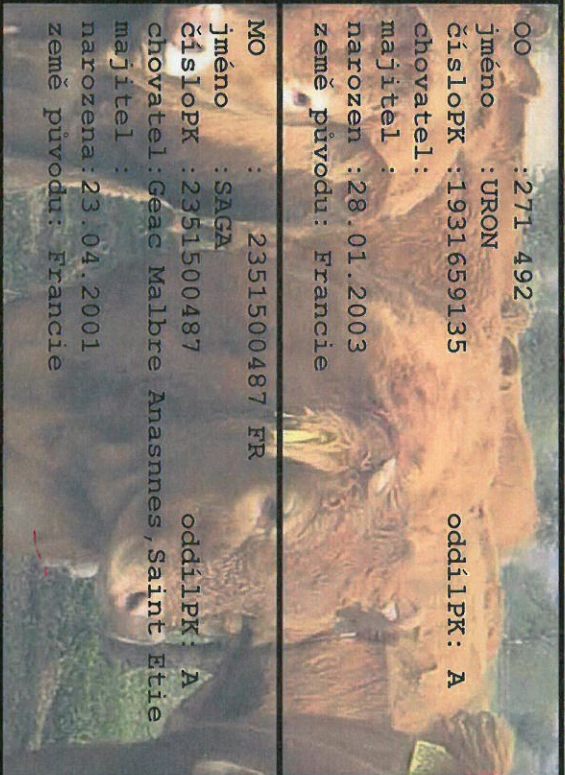 OO :271 492
jméno :URON
čísloPK :1931659135 oddílPK: A
chovatel:
majitel :
narozen :28.01.2003
země původu: Francie
MO : 2351500487 FR
jméno :SAGA
čísloPK :2351500487 oddílPK: A
chovatel:Geac Malbre Anasnnes,Saint Etie
majitel :
narozena:23.04.2001
země původu: Francie